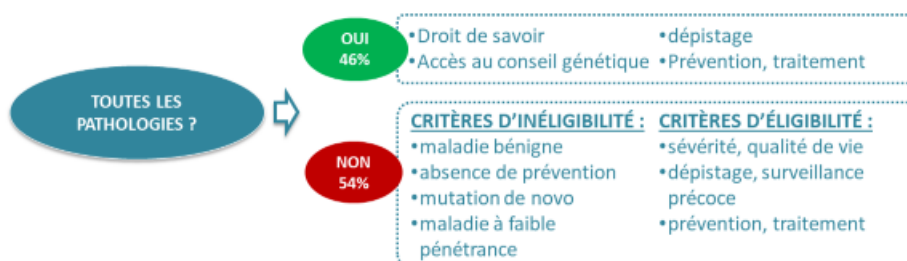 TOUTES LES
PATHOLOGIES ?
OUI
46%
•Droit de savoir
•Accès au conseil génétique
•dépistage
•Prévention, traitement
NON
54%
CRITÈRES D'INÉLIGIBILITÉ :
•maladie bénigne
•absence de prévention
•mutation de novo
•maladie à faible
pénétrance
CRITÈRES D'ÉLIGIBILITÉ :
•sévérité, qualité de vie
•dépistage, surveillance
précoce
•prévention, traitement